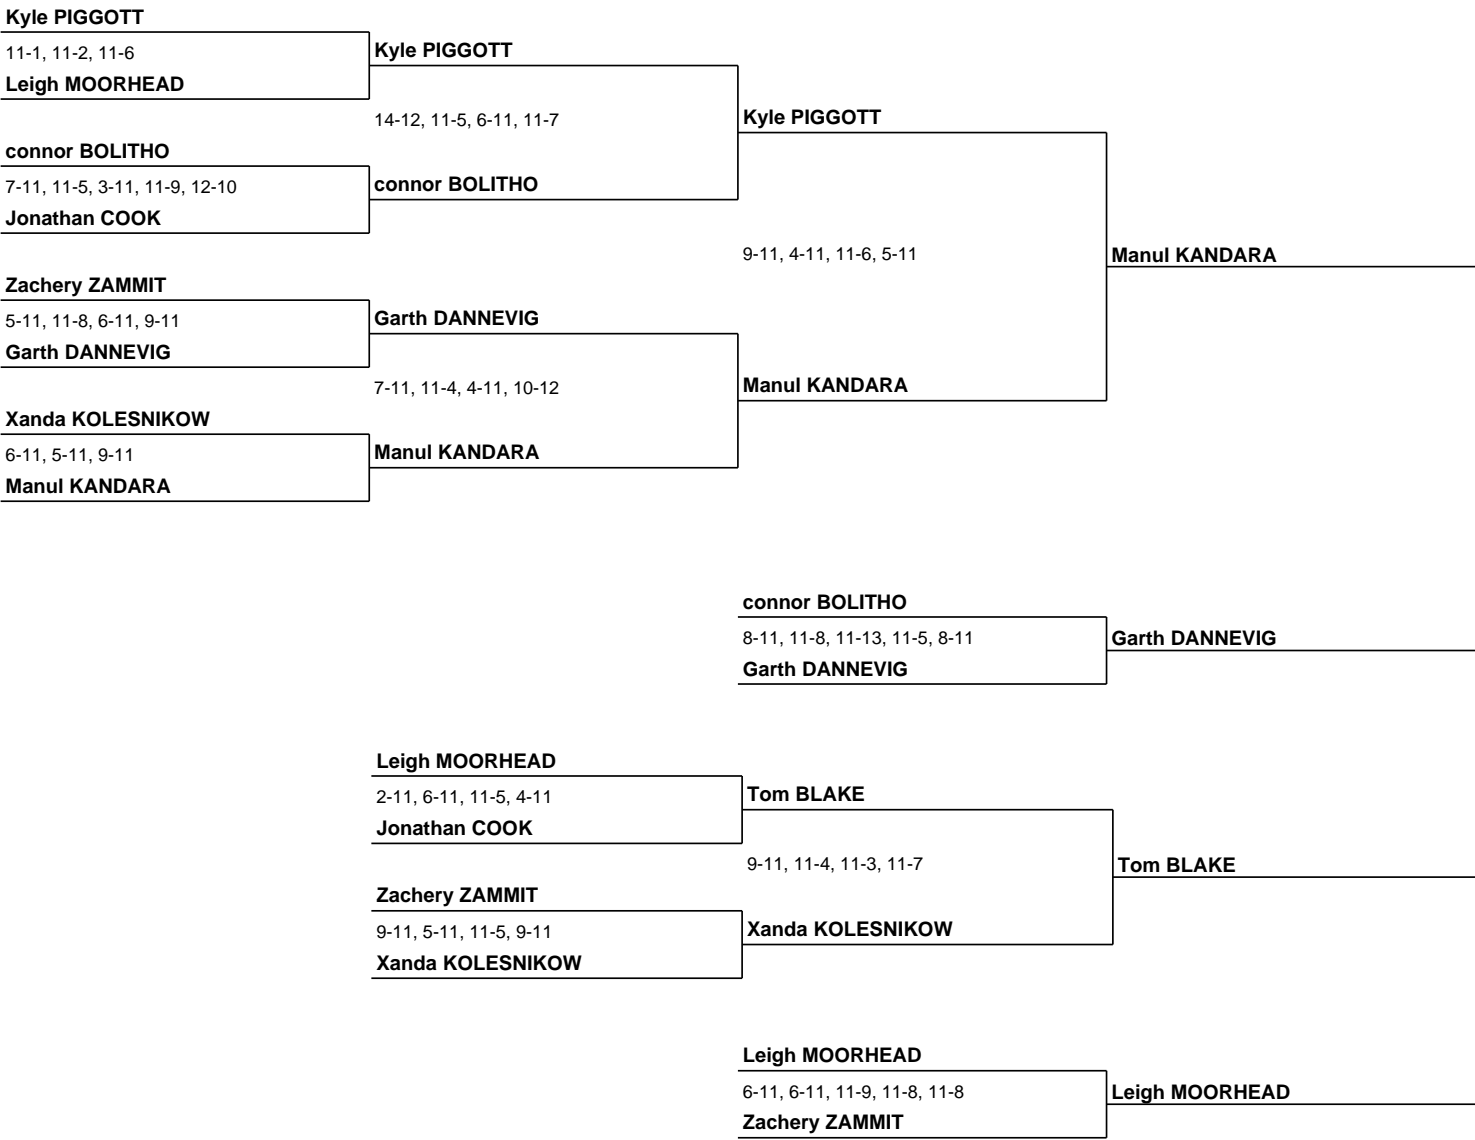 Kyle PIGGOTT
11-1, 11-2, 11-6
Leigh MOORHEAD
Kyle PIGGOTT
14-12, 11-5, 6-11, 11-7
Kyle PIGGOTT
connor BOLITHO
7-11, 11-5, 3-11, 11-9, 12-10
Jonathan COOK
connor BOLITHO
9-11, 4-11, 11-6, 5-11
Manul KANDARA
Zachery ZAMMIT
5-11, 11-8, 6-11, 9-11
Garth DANNEVIG
Garth DANNEVIG
7-11, 11-4, 4-11, 10-12
Manul KANDARA
Xanda KOLESNIKOW
6-11, 5-11, 9-11
Manul KANDARA
Manul KANDARA
connor BOLITHO
8-11, 11-8, 11-13, 11-5, 8-11
Garth DANNEVIG
Garth DANNEVIG
Leigh MOORHEAD
2-11, 6-11, 11-5, 4-11
Jonathan COOK
Tom BLAKE
9-11, 11-4, 11-3, 11-7
Tom BLAKE
Zachery ZAMMIT
9-11, 5-11, 11-5, 9-11
Xanda KOLESNIKOW
Xanda KOLESNIKOW
Leigh MOORHEAD
6-11, 6-11, 11-9, 11-8, 11-8
Zachery ZAMMIT
Leigh MOORHEAD